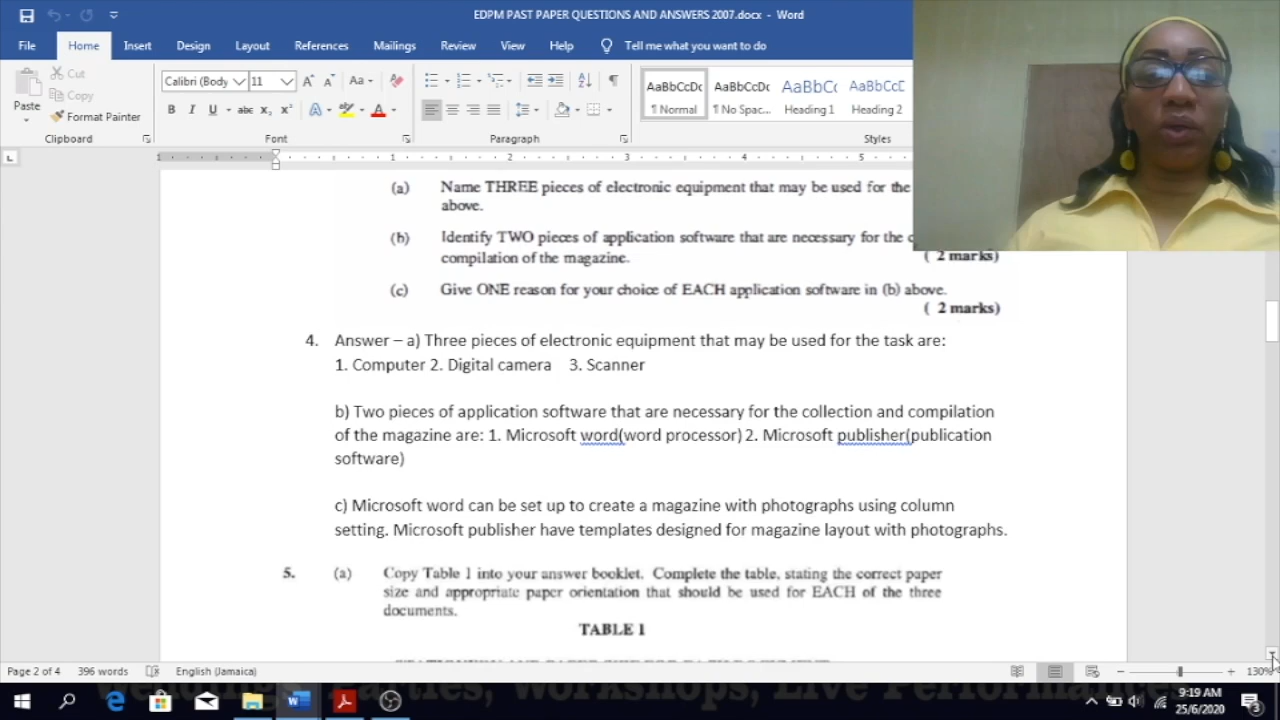 EDPM PAST PAPER QUESTIONS AND ANSWERS 2007.docx - Word
File Home Insert Design Layout References Mailings Review View Help Tell me what you want to do
Cut
Copy
Paste
Format Painter
Calibri (Body 11
AaBbCcDc AaBbCcDc AaBbCc AaBbCcC
¶ Normal ¶ No Spac... Heading 1 Heading 2
Clipboard Font Paragraph Styles
1 1 2 3 4 5
(a) Name THREE pieces of electronic equipment that may be used for the
above.
(b) Identify TWO pieces of application software that are necessary for the
compilation of the magazine. ( 2 marks)
(c) Give ONE reason for your choice of EACH application software in (b) above.
( 2 marks)
4. Answer – a) Three pieces of electronic equipment that may be used for the task are:
1. Computer 2. Digital camera 3. Scanner
b) Two pieces of application software that are necessary for the collection and compilation
of the magazine are: 1. Microsoft word(word processor) 2. Microsoft publisher(publication
software)
c) Microsoft word can be set up to create a magazine with photographs using column
setting. Microsoft publisher have templates designed for magazine layout with photographs.
5. (a) Copy Table 1 into your answer booklet. Complete the table, stating the correct paper
size and appropriate paper orientation that should be used for EACH of the three
documents.
TABLE 1
Page 2 of 4 396 words English (Jamaica) 130%
Workshops, Live
9:19 AM
25/6/2020